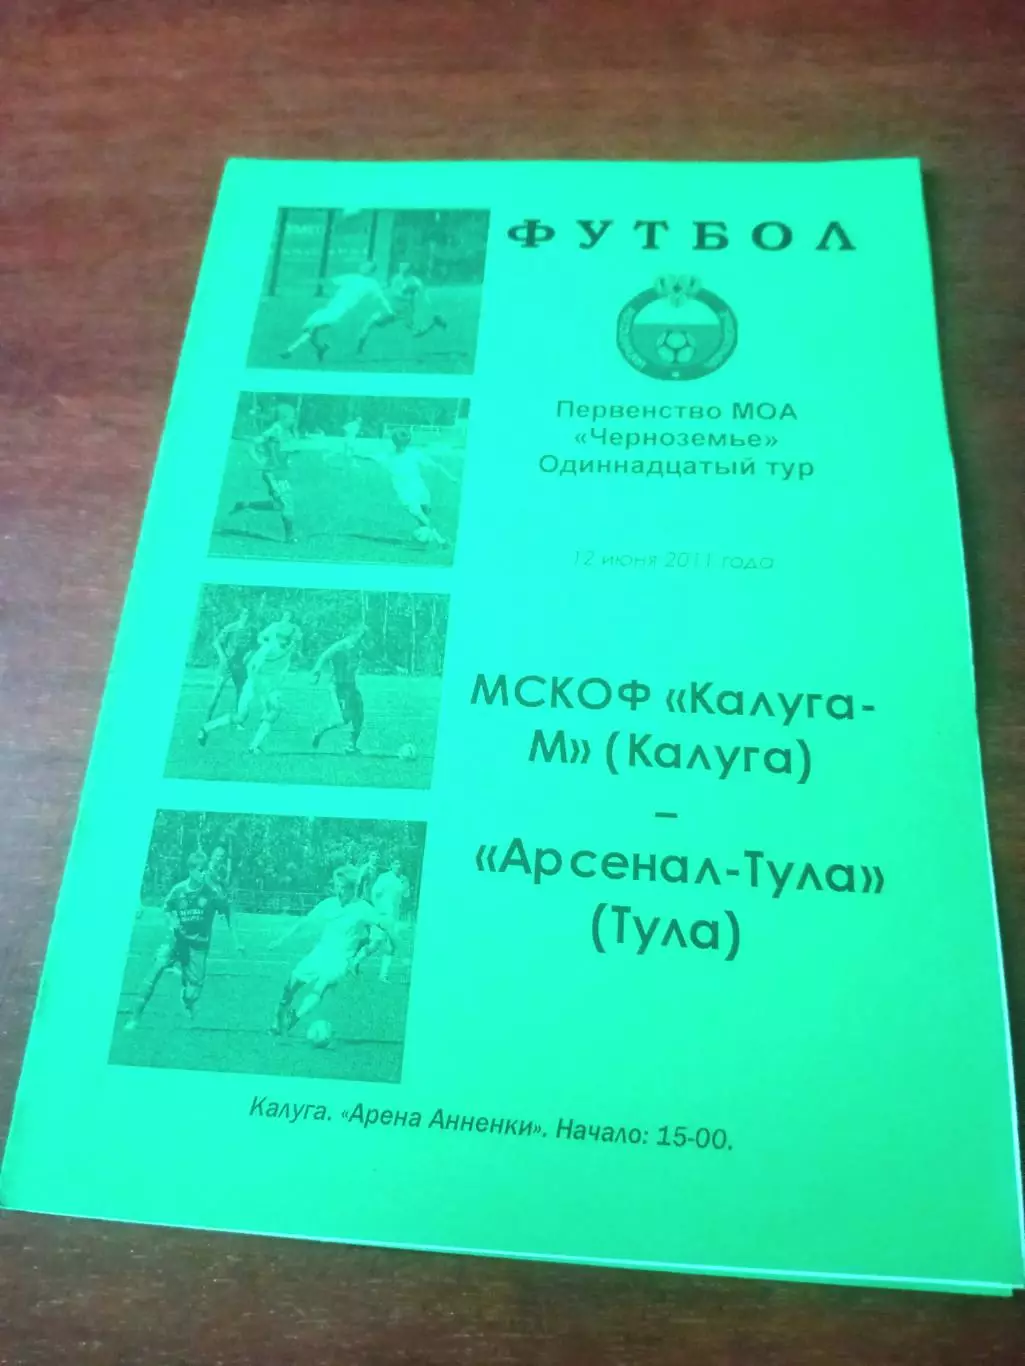 ФУТБОЛ
Первенство МОА
«Черноземье»
Одиннадцатый тур
12 июня 2011 года
МСКОФ «Калуга-
М» (Калуга)
–
«Арсенал-Тула»
(Тула)
Калуга. «Арена Анненки». Начало: 15-00.